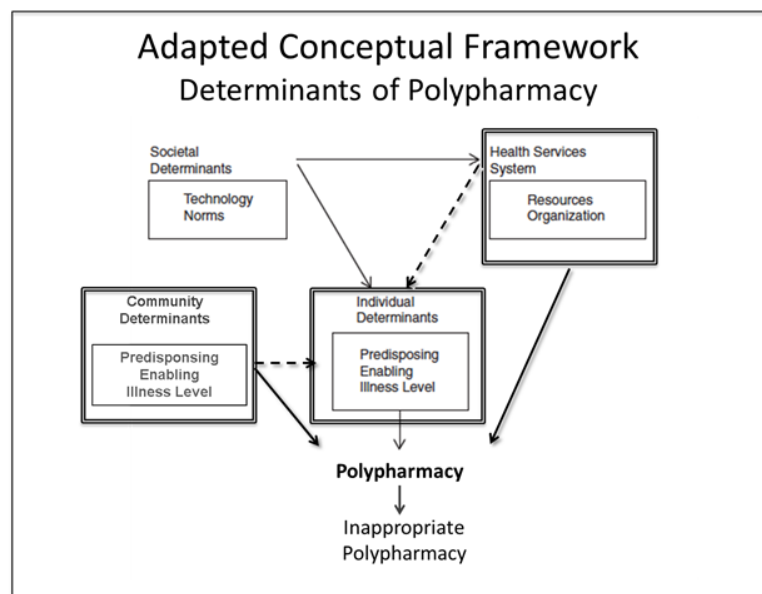 Adapted Conceptual Framework
Determinants of Polypharmacy
Societal
Determinants
Technology
Norms
Health Services
System
Resources
Organization
Community
Determinants
Predisponsing
Enabling
Illness Level
Individual
Determinants
Predisposing
Enabling
Illness Level
Polypharmacy
Inappropriate
Polypharmacy